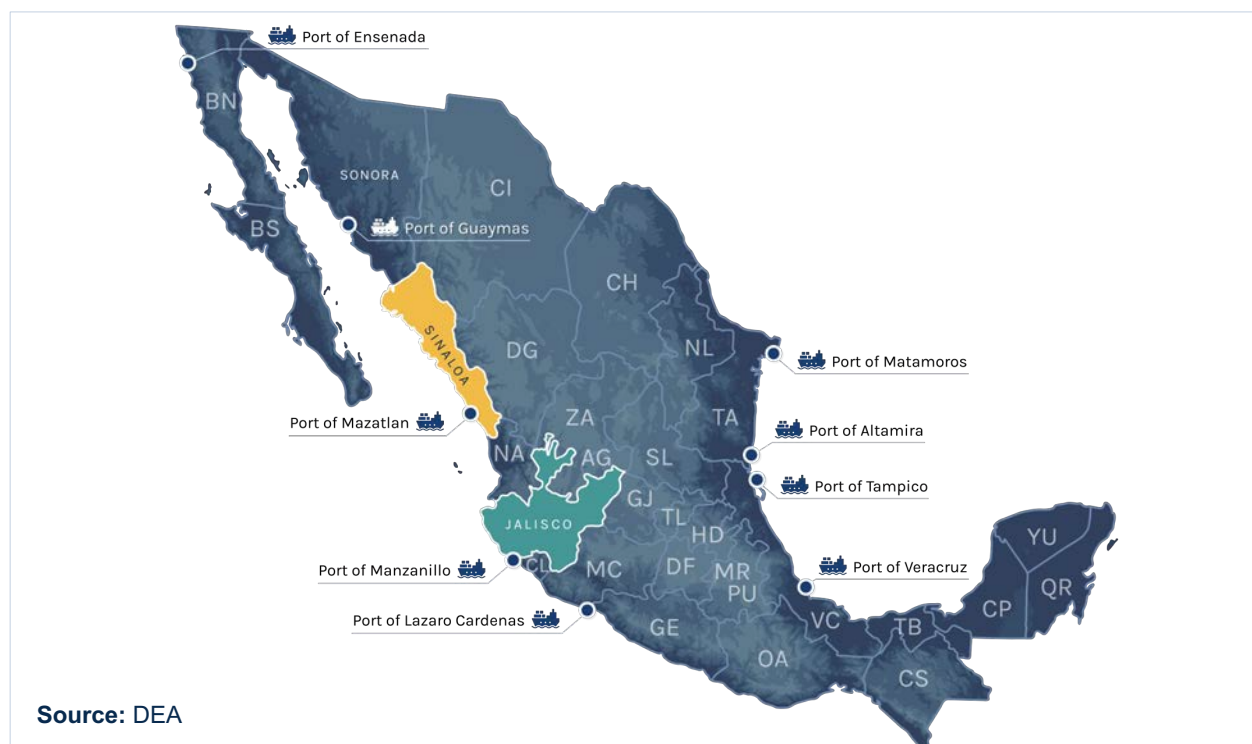 Port of Ensenada
BN
SONORA
CI
BS
Port of Guaymas
CH
SINALOA
DG
NL
Port of Matamoros
ZA
TA
Port of Mazatlan
Port of Altamira
NA
AG
SL
Port of Tampico
GJ
JALISCO
TL
HD
YU
Port of Manzanillo
CL
MC
DF
MR
Port of Veracruz
PU
QR
CP
Port of Lazaro Cardenas
GE
VC
TB
OA
CS
Source: DEA